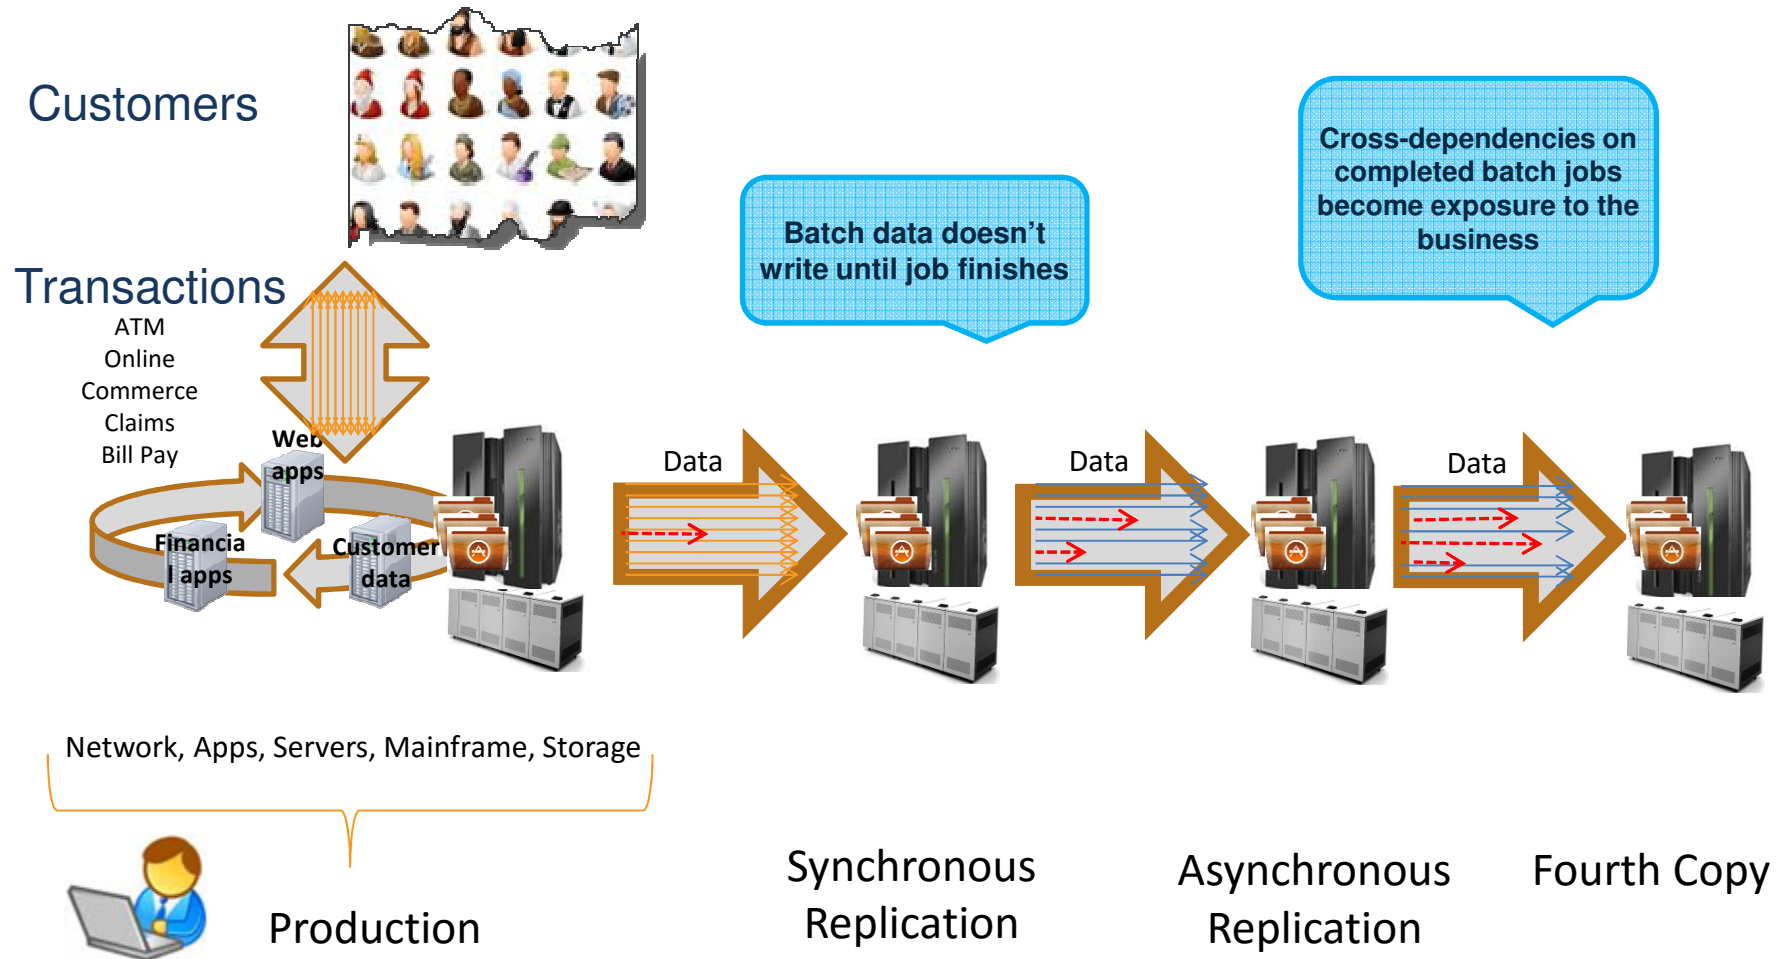 Customers
Transactions
ATM
Online
Commerce
Claims
Bill Pay
Web
apps
Financia
l apps
Customer
data
Batch data doesn’t
write until job finishes
Cross-dependencies on
completed batch jobs
become exposure to the
business
Data
Data
Data
Network, Apps, Servers, Mainframe, Storage
Production
Synchronous
Replication
Asynchronous
Replication
Fourth Copy